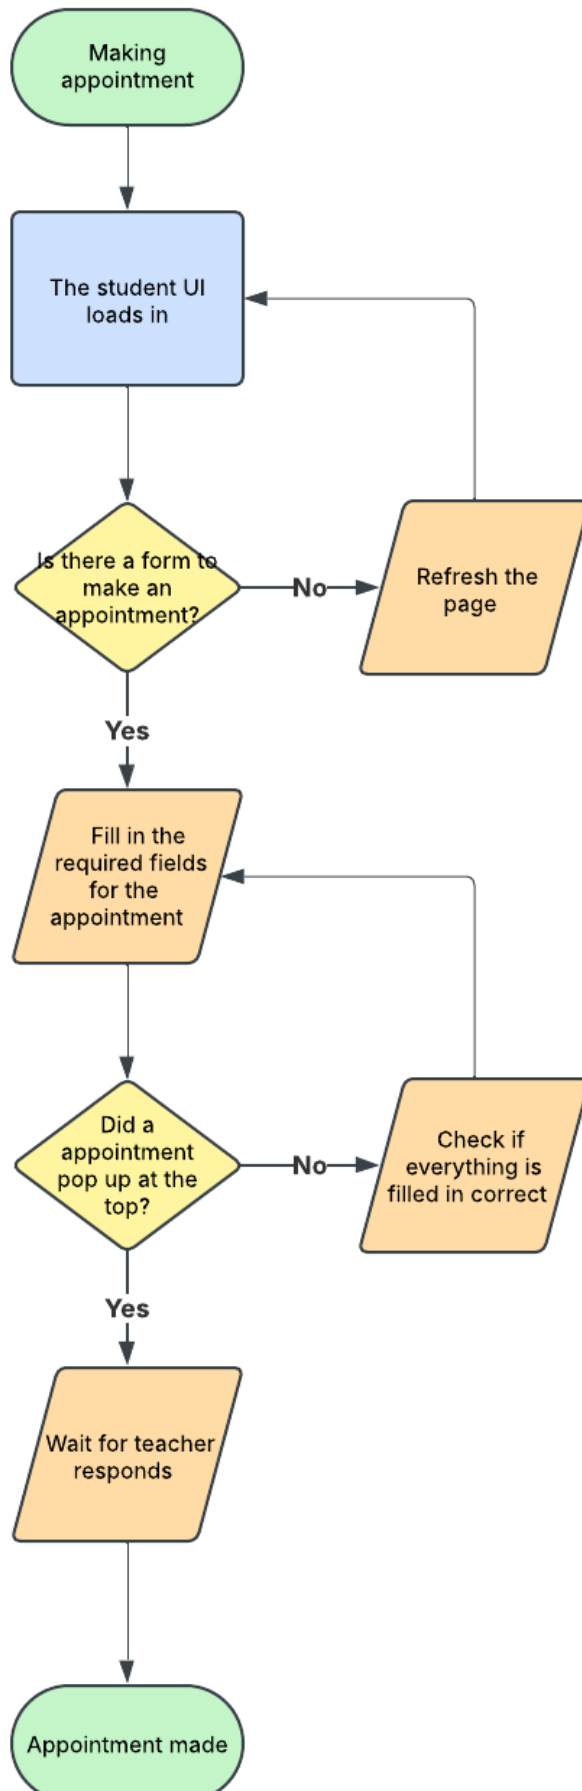 Making
appointment
The student UI
loads in
Is there a form to
make an
appointment?
No
Refresh the
page
Yes
Fill in the
required fields
for the
appointment
Did a
appointment
pop up at the
top?
No
Check if
everything is
filled in correct
Yes
Wait for teacher
responds
Appointment made